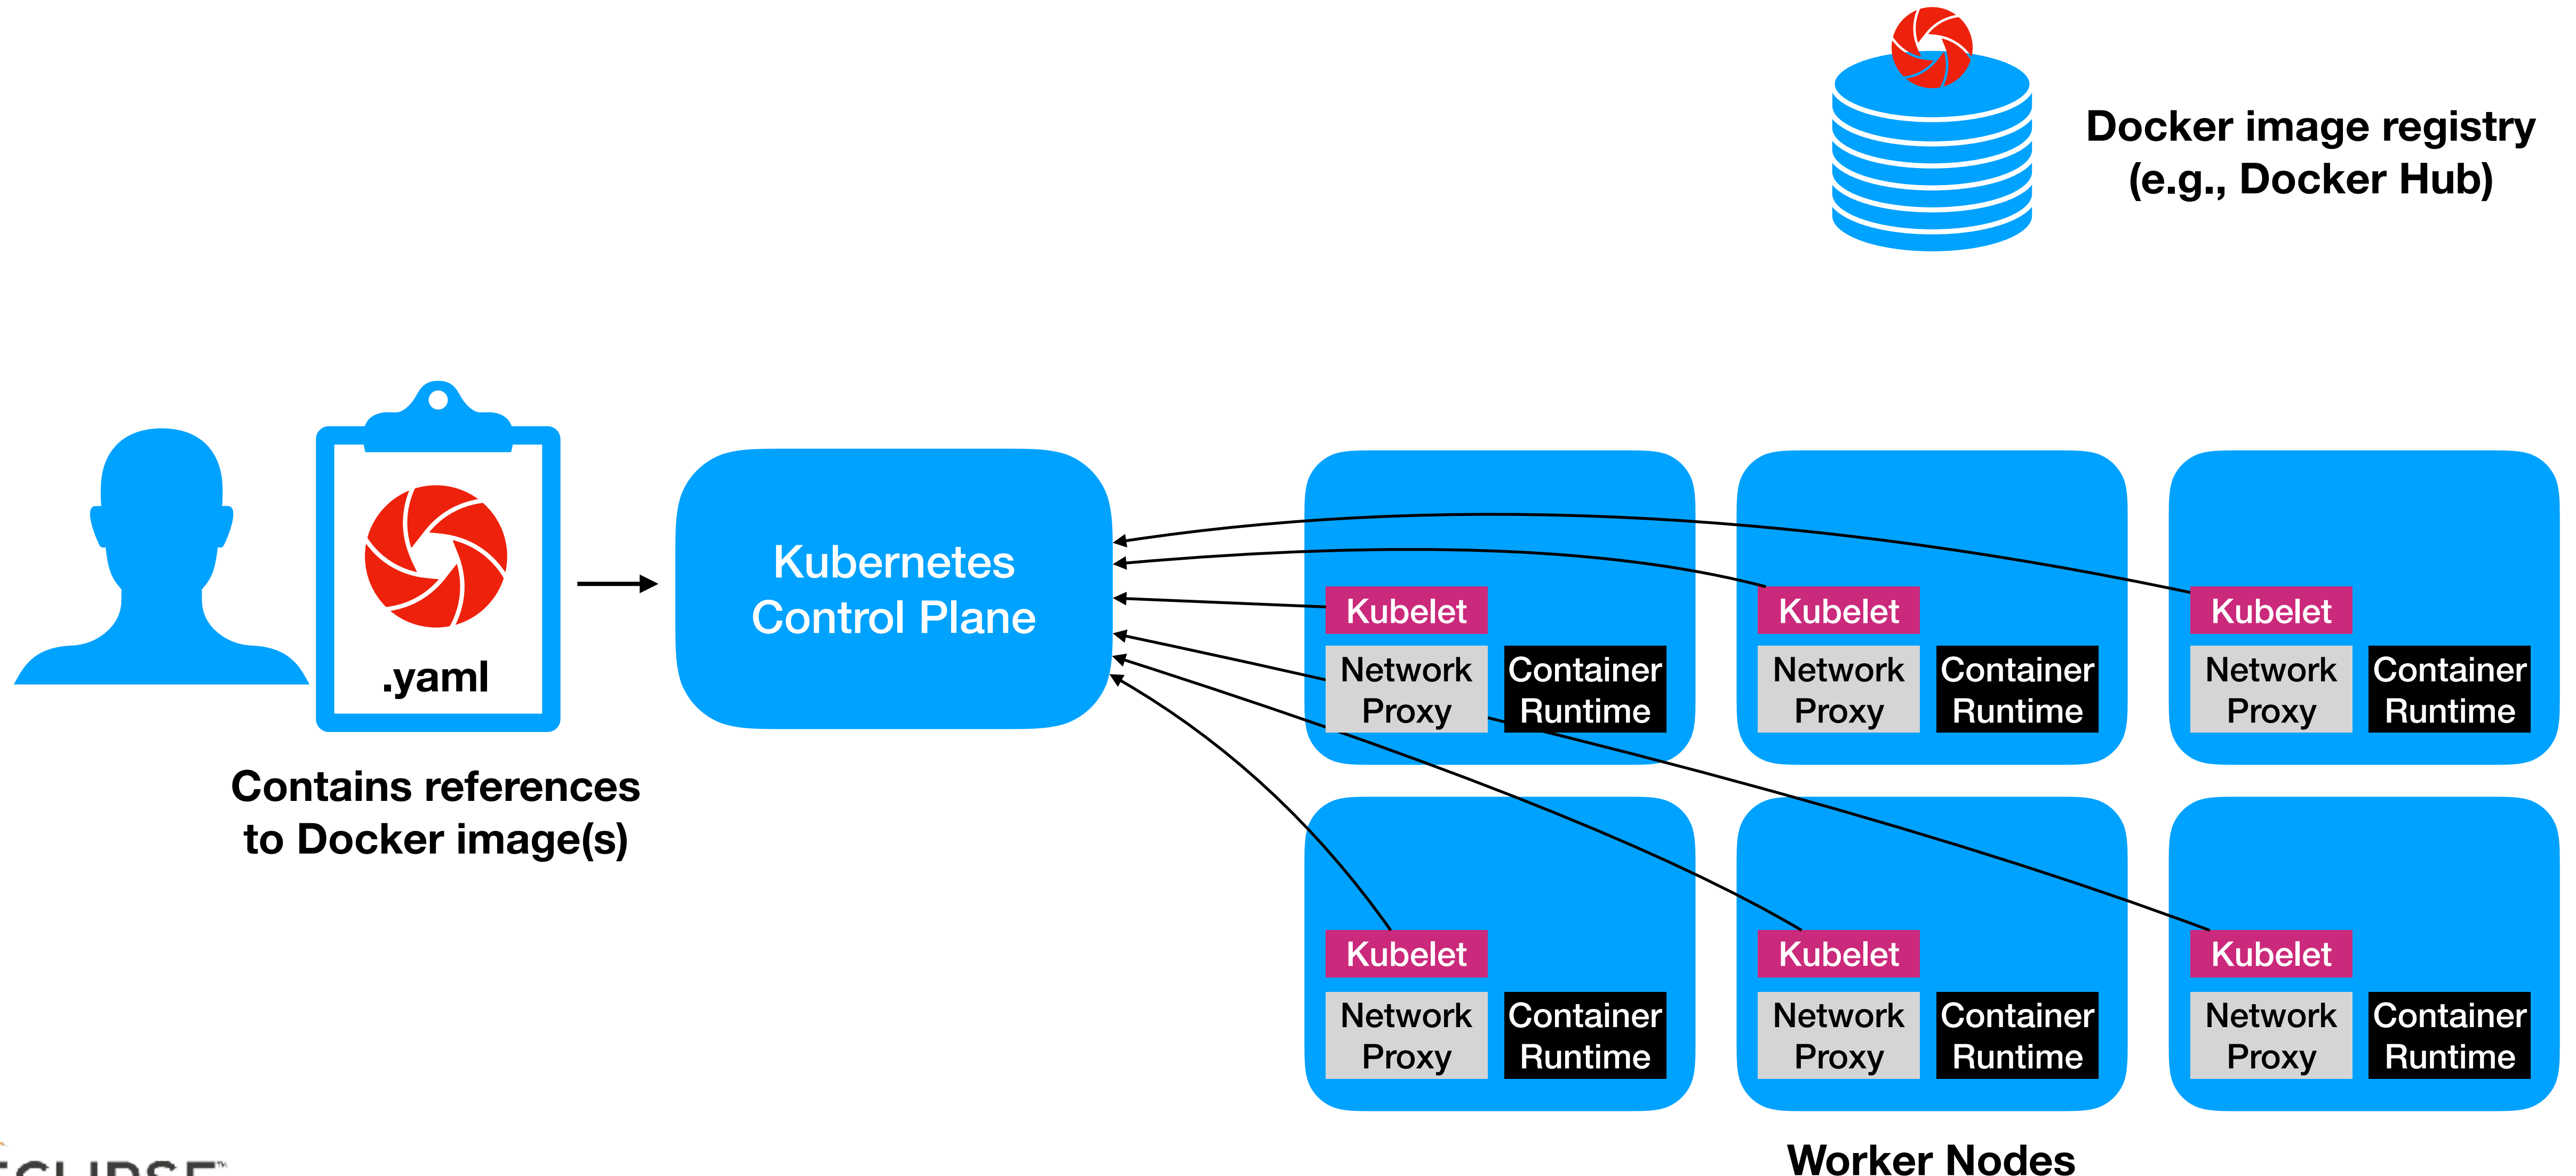 Docker image registry
(e.g., Docker Hub)
.yaml
Contains references
to Docker image(s)
Kubernetes
Control Plane
Kubelet
Network
Proxy
Container
Runtime
Kubelet
Network
Proxy
Container
Runtime
Kubelet
Network
Proxy
Container
Runtime
Kubelet
Network
Proxy
Container
Runtime
Kubelet
Network
Proxy
Container
Runtime
Kubelet
Network
Proxy
Container
Runtime
Worker Nodes
ECLIPSE™